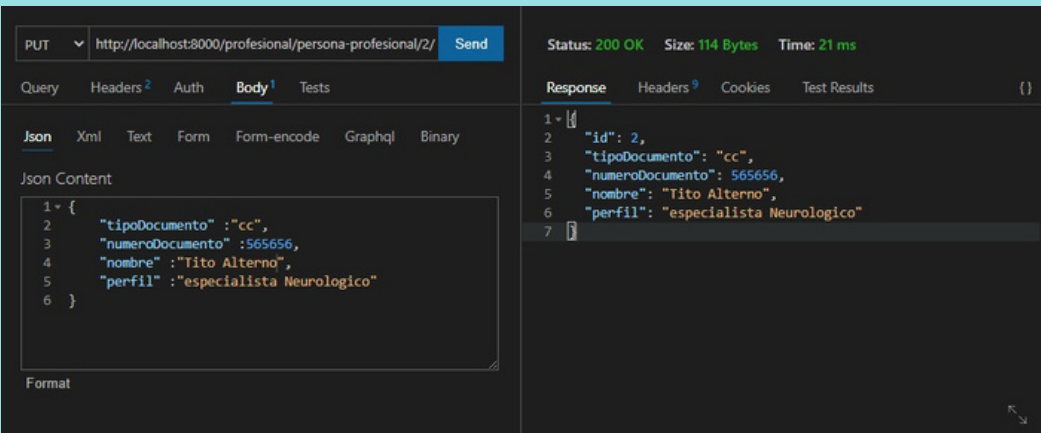 PUT http://localhost:8000/profesional/persona-profesional/2/ Send
Query Headers 2 Auth Body 1 Tests
Json Xml Text Form Form-encode Graphql Binary
Json Content
1 {
2 "tipoDocumento" :"cc",
3 "numeroDocumento" :565656,
4 "nombre" :"Tito Alterno",
5 "perfil" :"especialista Neurologico"
6 }
Format
Status: 200 OK Size: 114 Bytes Time: 21 ms
Response Headers 9 Cookies Test Results {}
1 {
2 "id": 2,
3 "tipoDocumento": "cc",
4 "numeroDocumento": 565656,
5 "nombre": "Tito Alterno",
6 "perfil": "especialista Neurologico"
7 }